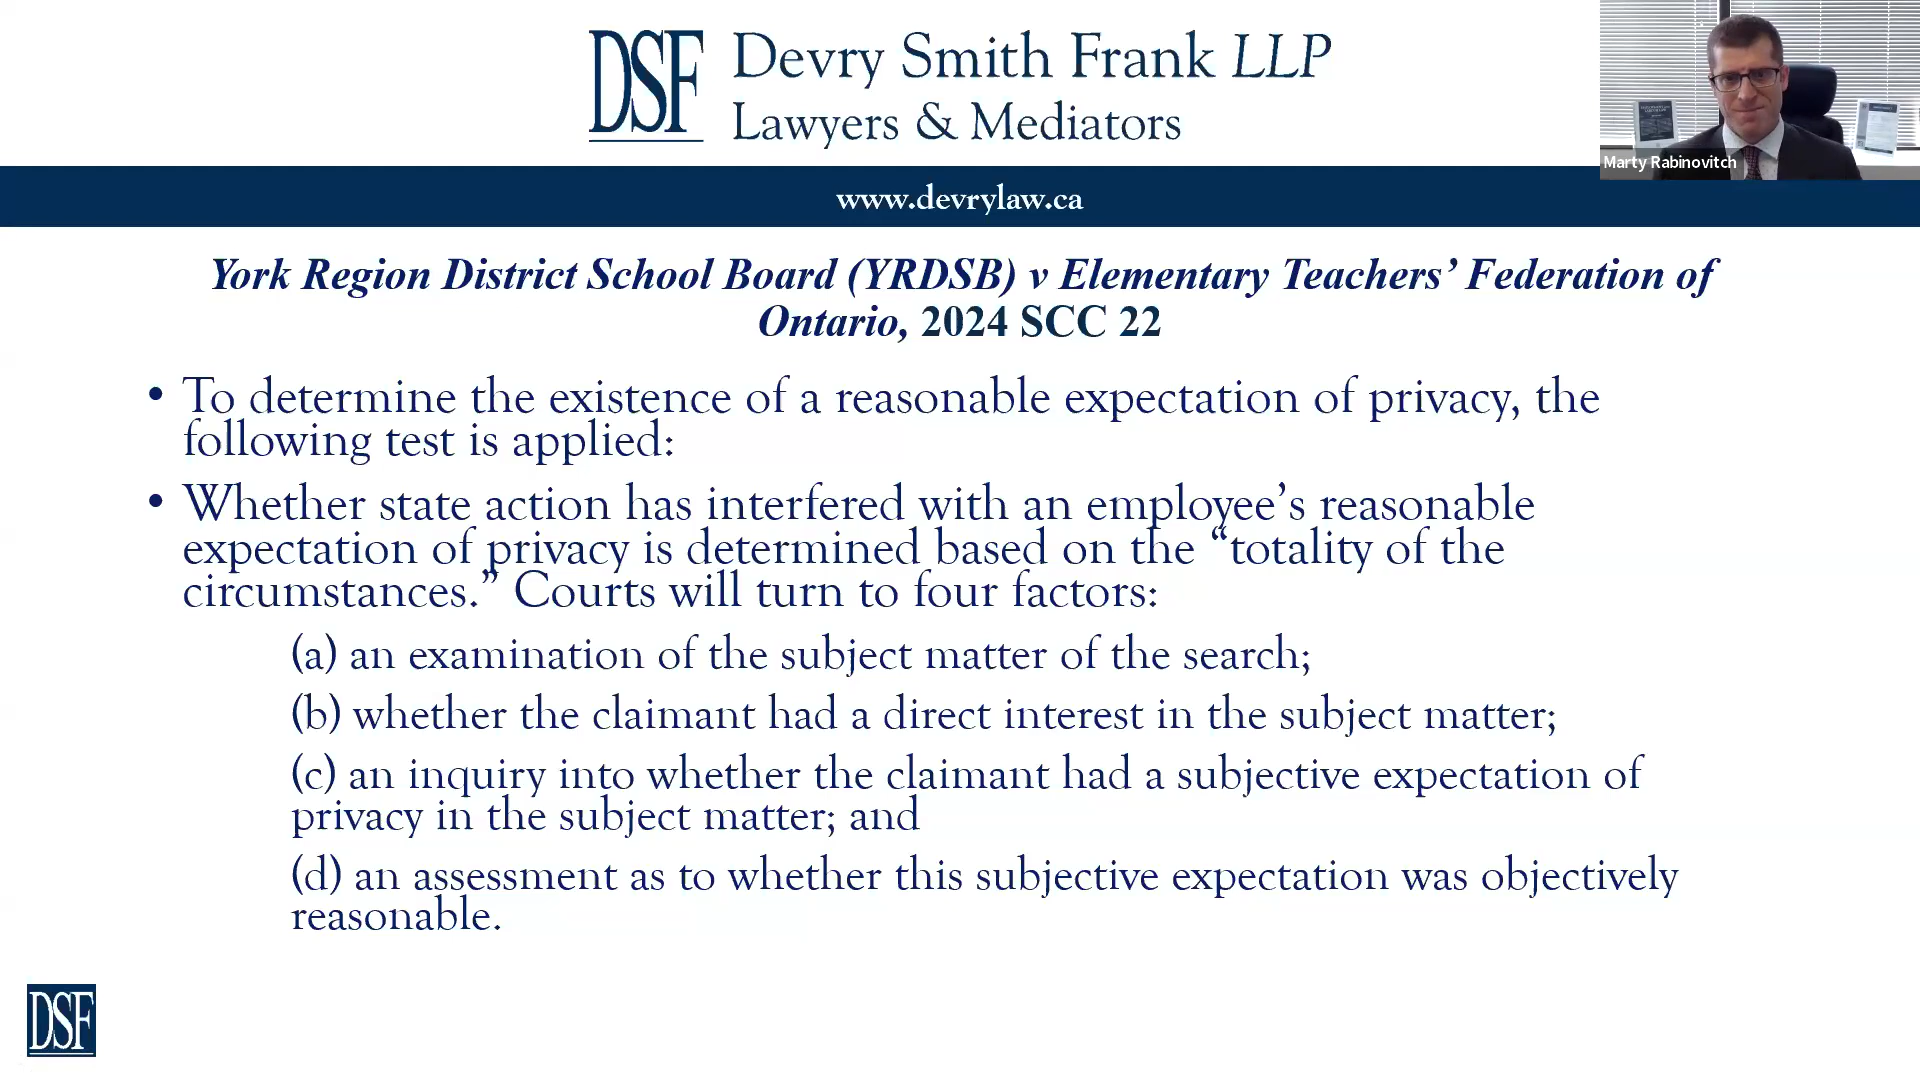 DSF Devry Smith Frank LLP
Lawyers & Mediators
Marty Rabinovitch
www.devrylaw.ca
York Region District School Board (YRDSB) v Elementary Teachers’ Federation of
Ontario, 2024 SCC 22
• To determine the existence of a reasonable expectation of privacy, the
following test is applied:
• Whether state action has interfered with an employee’s reasonable
expectation of privacy is determined based on the “totality of the
circumstances.” Courts will turn to four factors:
(a) an examination of the subject matter of the search;
(b) whether the claimant had a direct interest in the subject matter;
(c) an inquiry into whether the claimant had a subjective expectation of
privacy in the subject matter; and
(d) an assessment as to whether this subjective expectation was objectively
reasonable.
DSF